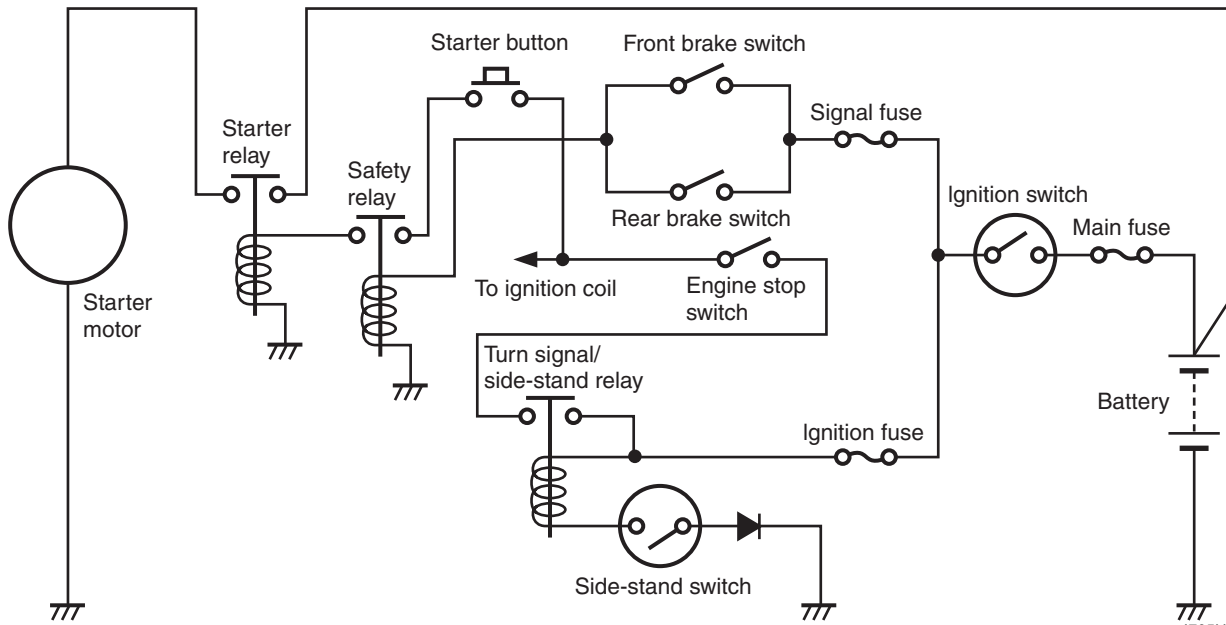 Starter button
Front brake switch
Signal fuse
Starter
relay
Safety
relay
Rear brake switch
Ignition switch
Main fuse
To ignition coil
Engine stop
switch
Starter
motor
Turn signal/
side-stand relay
Battery
Ignition fuse
Side-stand switch